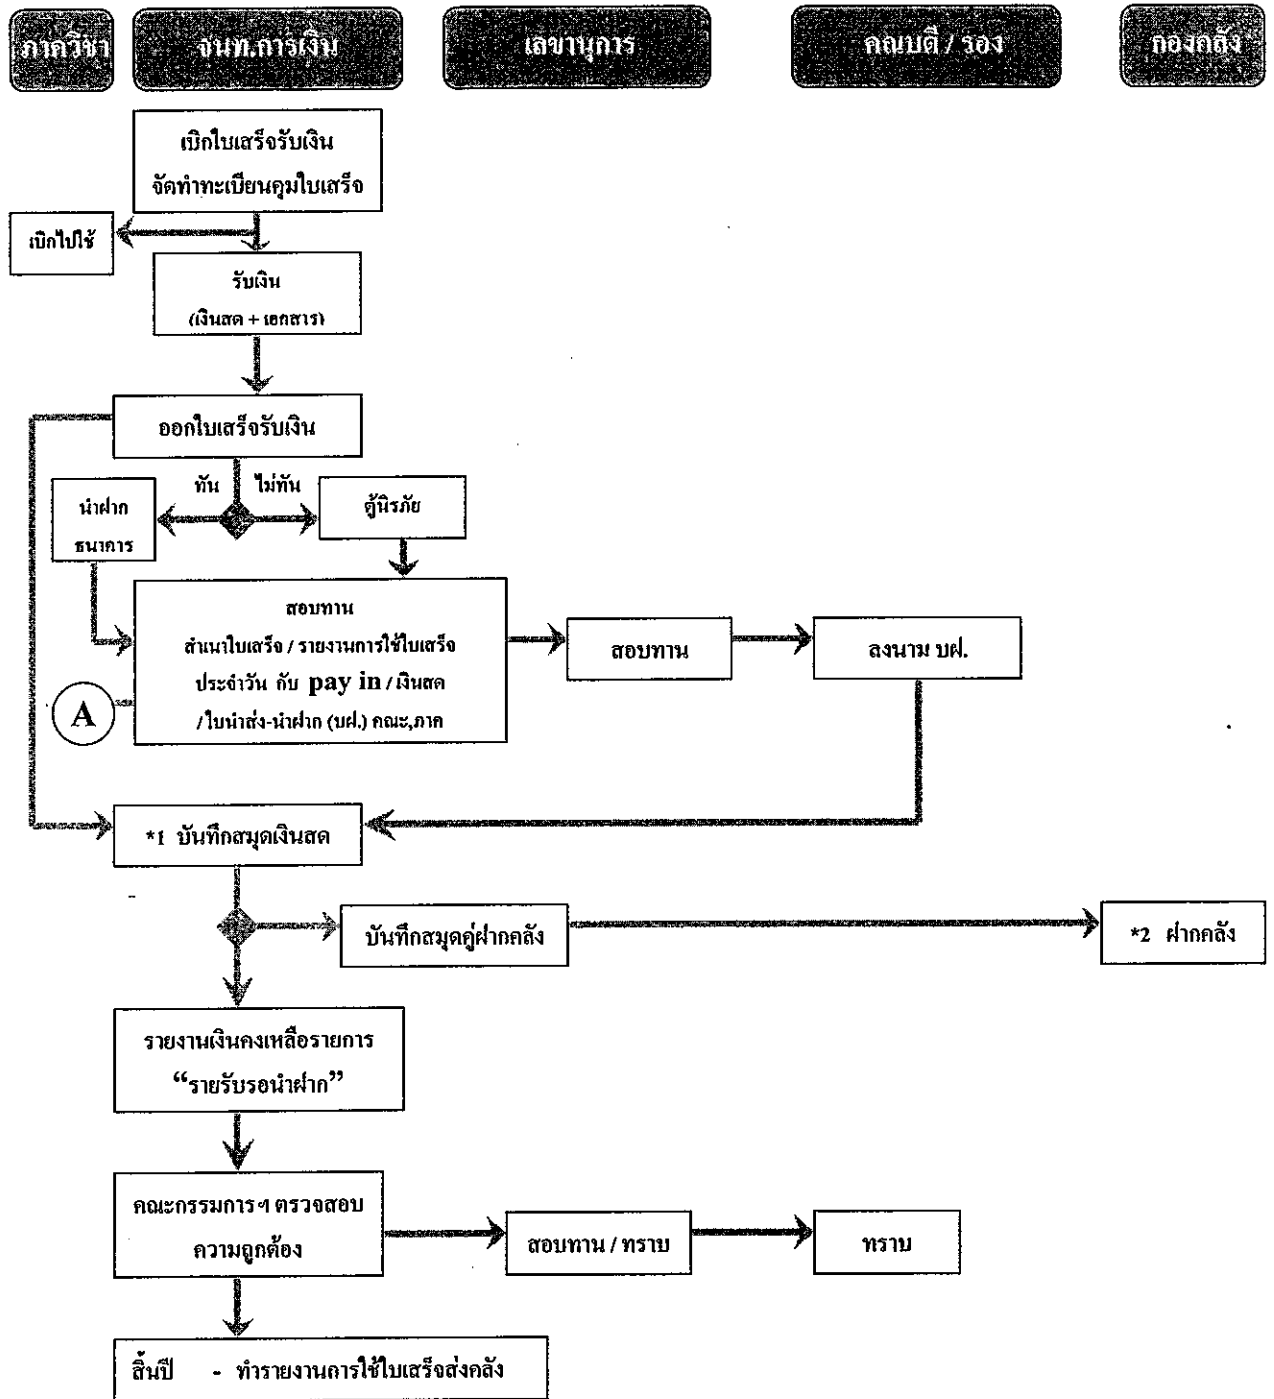 ภาควิชา
จนท.การเงิน
เลขานุการ
คณบดี / รอง
กองคลัง
เบิกใบเสร็จรับเงิน
จัดทำทะเบียนคุมใบเสร็จ
เบิกไปใช้
รับเงิน
(เงินสด + เอกสาร)
ออกใบเสร็จรับเงิน
ทัน
ไม่ทัน
นำฝาก
ธนาคาร
ตู้นิรภัย
สอบทาน
สำเนาใบเสร็จ / รายงานการใช้ใบเสร็จ
ประจำวัน กับ pay in / เงินสด
/ ใบนำส่ง-นำฝาก (บฝ.) คณะ,ภาค
สอบทาน
ลงนาม บฝ.
A
*1 บันทึกสมุดเงินสด
บันทึกสมุดคู่ฝากคลัง
*2 ฝากคลัง
รายงานเงินคงเหลือรายการ
“รายรับรอนำฝาก”
คณะกรรมการฯ ตรวจสอบ
ความถูกต้อง
สอบทาน / ทราบ
ทราบ
สิ้นปี - ทำรายงานการใช้ใบเสร็จส่งคลัง